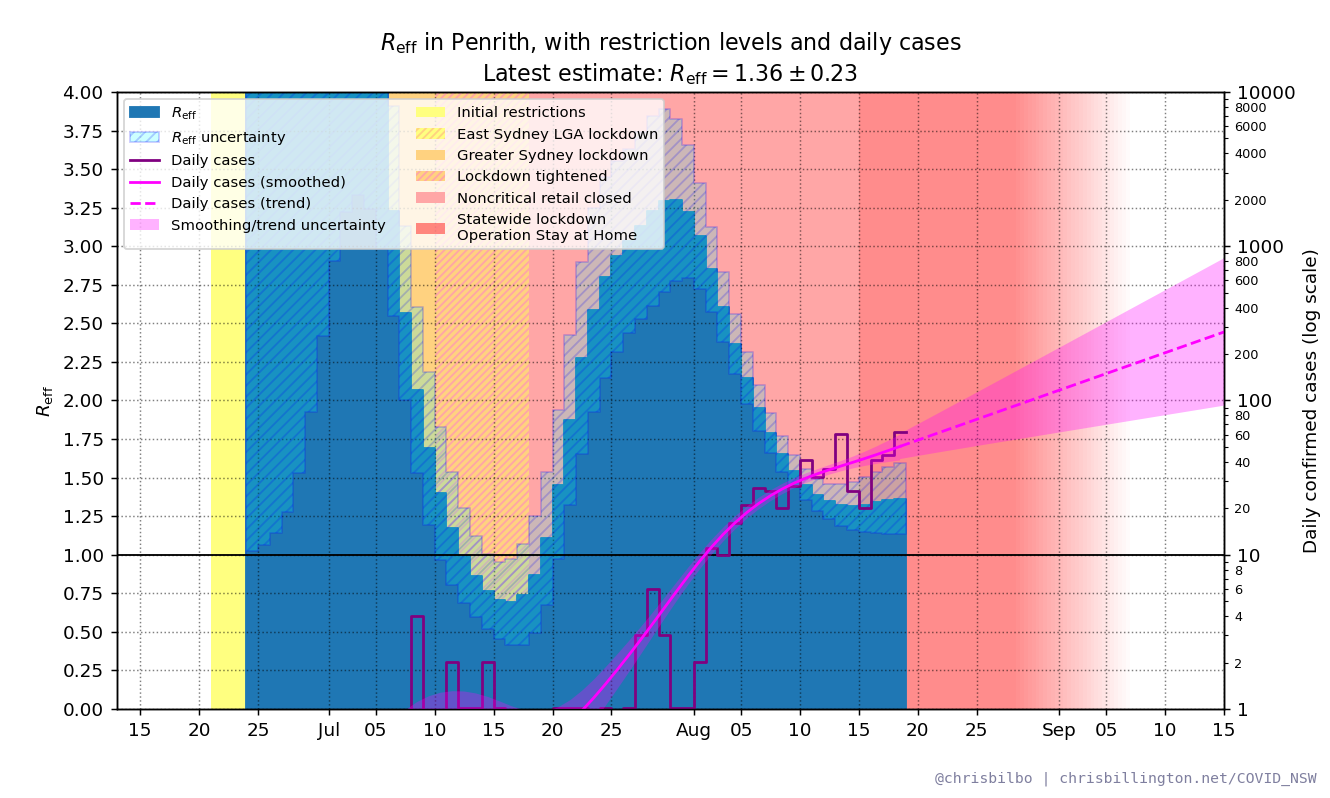 Reff in Penrith, with restriction levels and daily cases
Latest estimate: Reff = 1.36 ± 0.23
4.00
3.75
3.50
3.25
3.00
2.75
2.50
2.25
2.00
1.75
1.50
1.25
1.00
0.75
0.50
0.25
0.00
Reff
Reff
Reff uncertainty
Daily cases
Daily cases (smoothed)
Daily cases (trend)
Smoothing/trend uncertainty
Initial restrictions
East Sydney LGA lockdown
Greater Sydney lockdown
Lockdown tightened
Noncritical retail closed
Statewide lockdown
Operation Stay at Home
10000
8000
6000
4000
2000
1000
800
600
400
200
100
80
60
40
20
10
8
6
4
2
1
Daily confirmed cases (log scale)
15 20 25 Jul 05 10 15 20 25 Aug 05 10 15 20 25 Sep 05 10 15
@chrisbilbo | chrisbillington.net/COVID_NSW